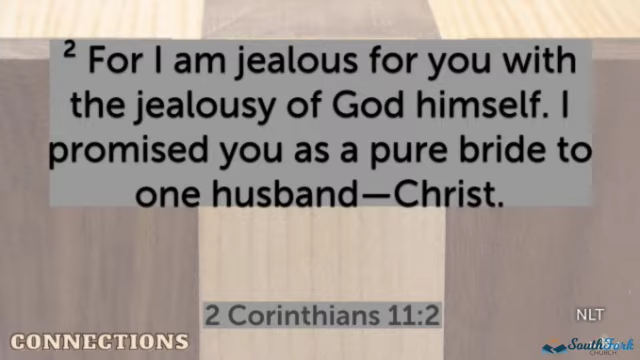 ² For I am jealous for you with
the jealousy of God himself. I
promised you as a pure bride to
one husband—Christ.
2 Corinthians 11:2
NLT
CONNECTIONS
SouthFork
CHURCH